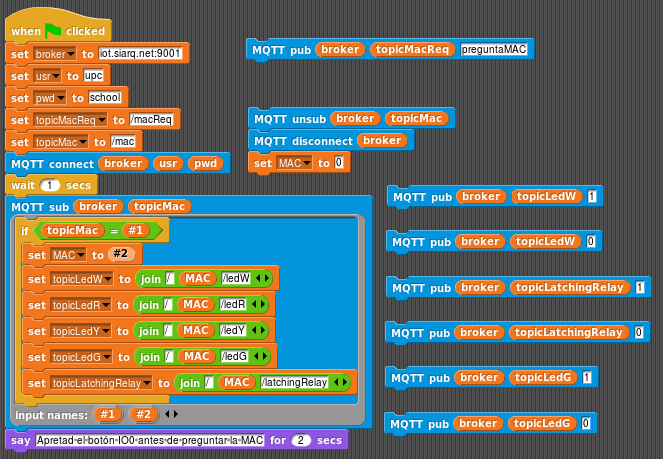 when clicked
set broker to iot.siarq.net:9001
set usr to upc
set pwd to school
set topicMacReq to /macReq
set topicMac to /mac
MQTT connect broker usr pwd
wait 1 secs
MQTT sub broker topicMac
if topicMac = #1
set MAC to #2
set topicLedW to join / MAC /ledW
set topicLedR to join / MAC /ledR
set topicLedY to join / MAC /ledY
set topicLedG to join / MAC /ledG
set topicLatchingRelay to join / MAC /latchingRelay
input names: #1 #2
say Apretad·el·botón·IO0·antes·de·preguntar·la·MAC for 2 secs
MQTT pub broker topicMacReq preguntaMAC
MQTT unsub broker topicMac
MQTT disconnect broker
set MAC to 0
MQTT pub broker topicLedW 1
MQTT pub broker topicLedW 0
MQTT pub broker topicLatchingRelay 1
MQTT pub broker topicLatchingRelay 0
MQTT pub broker topicLedG 1
MQTT pub broker topicLedG 0